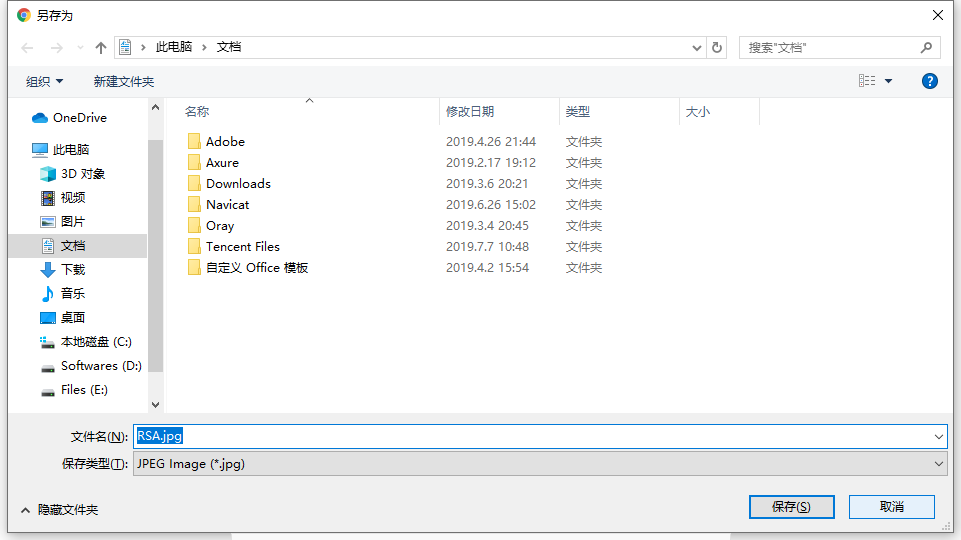 另存为
此电脑 文档 搜索"文档"
组织 新建文件夹 ?
名称 修改日期 类型 大小
OneDrive
此电脑
3D 对象
视频
图片
文档
下载
音乐
桌面
本地磁盘 (C:)
Softwares (D:)
Files (E:)
Adobe 2019.4.26 21:44 文件夹
Axure 2019.2.17 19:12 文件夹
Downloads 2019.3.6 20:21 文件夹
Navicat 2019.6.26 15:02 文件夹
Oray 2019.3.4 20:45 文件夹
Tencent Files 2019.7.7 10:48 文件夹
自定义 Office 模板 2019.4.2 15:54 文件夹
文件名(N): RSA.jpg
保存类型(T): JPEG Image (*.jpg)
隐藏文件夹 保存(S) 取消